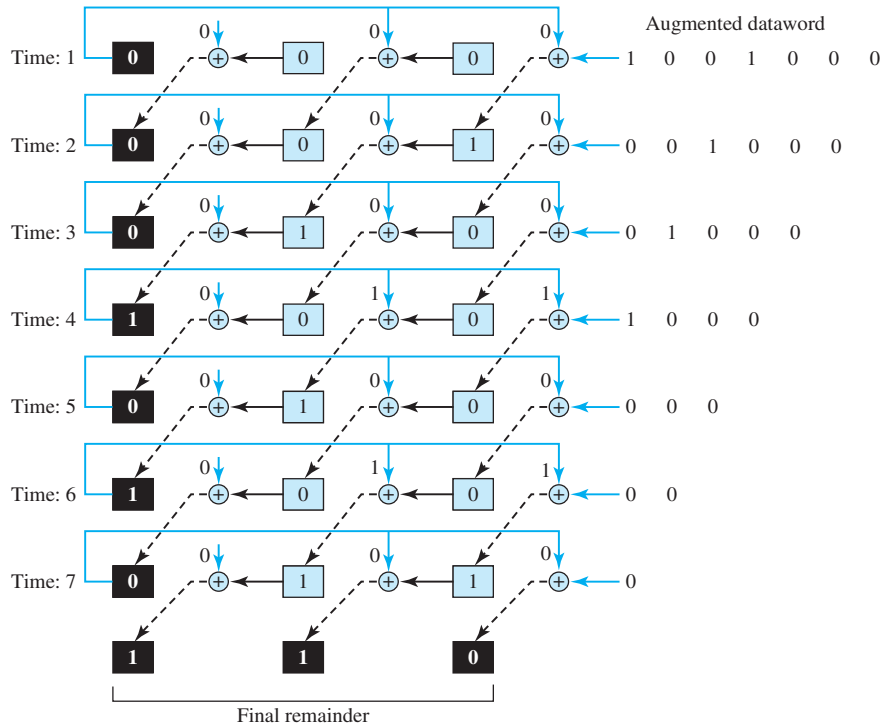 Augmented dataword
0 0 0
Time: 1 0 0 0 1 0 0 1 0 0 0
0 0 0
Time: 2 0 0 1 0 0 1 0 0 0
0 0 0
Time: 3 0 1 0 0 1 0 0 0
0 1 1
Time: 4 1 0 0 1 0 0 0
0 0 0
Time: 5 0 1 0 0 0 0
0 1 1
Time: 6 1 0 0 0 0
0 0 0
Time: 7 0 1 1 0
1 1 0
Final remainder